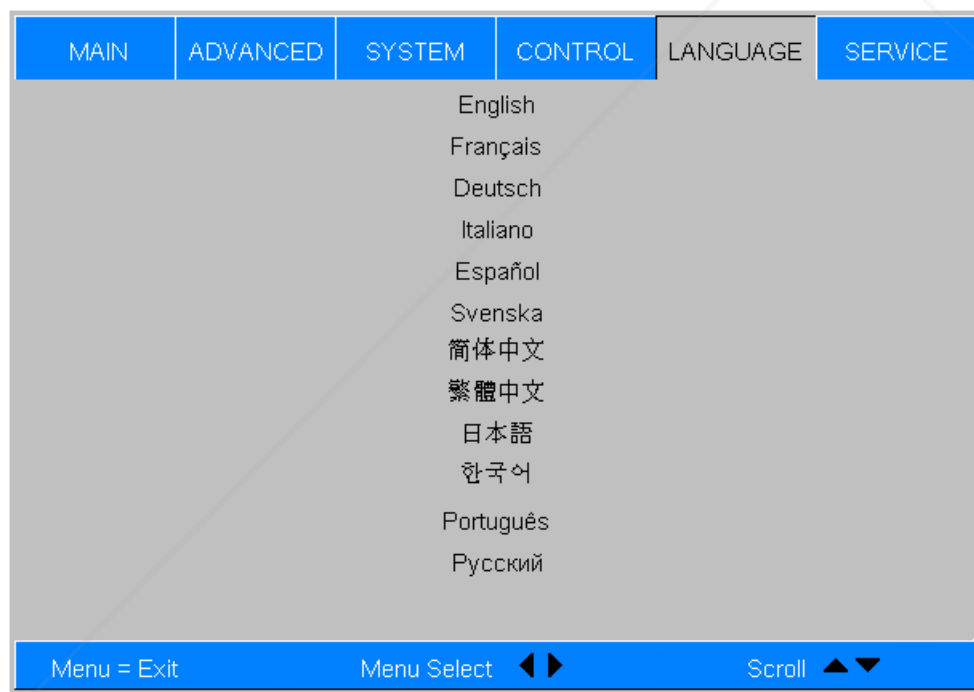 MAIN ADVANCED SYSTEM CONTROL LANGUAGE SERVICE
English
Français
Deutsch
Italiano
Español
Svenska
简体中文
繁體中文
日本語
한국어
Português
Русский
Menu = Exit Menu Select ◀▶ Scroll ▲▼